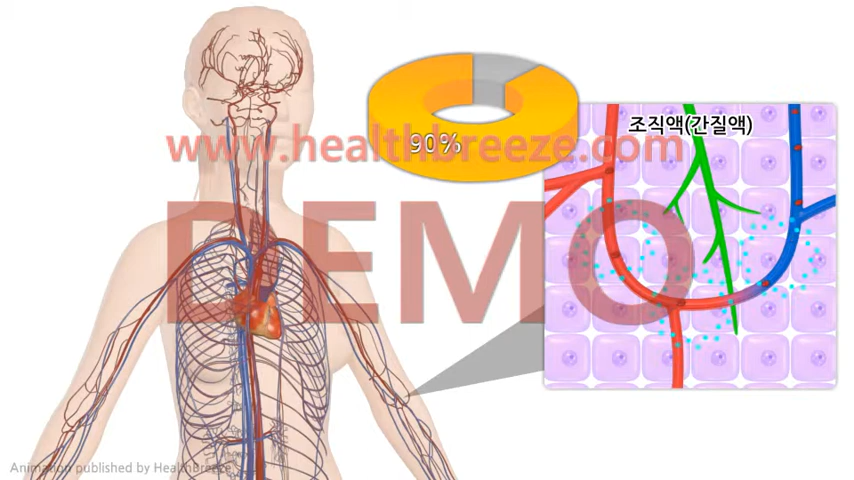 조직액(간질액)
90%
www.healthbreeze.com
DEMO
Animation published by Healthbreeze